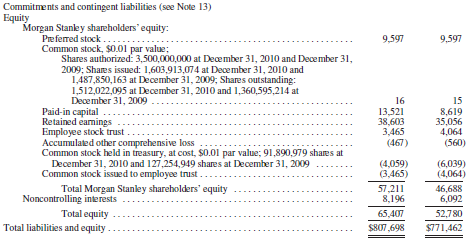 Commitments and contingent liabilities (see Note 13)
Equity
Morgan Stanley shareholders' equity:
Preferred stock . . . . . . . . . . . . . . . . . . . . . . . . . . . . . . . . . . . . . . . . 9,597 9,597
Common stock, $0.01 par value;
Shares authorized: 3,500,000,000 at December 31, 2010 and December 31,
2009; Shares issued: 1,603,913,074 at December 31, 2010 and
1,487,850,163 at December 31, 2009; Shares outstanding:
1,512,022,095 at December 31, 2010 and 1,360,595,214 at
December 31, 2009 . . . . . . . . . . . . . . . . . . . . . . . . . . . . . . 16 15
Paid-in capital . . . . . . . . . . . . . . . . . . . . . . . . . . . . . . . . . . . . . . . . 13,521 8,619
Retained earnings . . . . . . . . . . . . . . . . . . . . . . . . . . . . . . . . . . . . . 38,603 35,056
Employee stock trust . . . . . . . . . . . . . . . . . . . . . . . . . . . . . . . . . . . 3,465 4,064
Accumulated other comprehensive loss . . . . . . . . . . . . . . . . . . . . . . (467) (560)
Common stock held in treasury, at cost, $0.01 par value; 91,890,979 shares at
December 31, 2010 and 127,254,949 shares at December 31, 2009 . . . . . . . (4,059) (6,039)
Common stock issued to employee trust . . . . . . . . . . . . . . . . . . . . . (3,465) (4,064)
Total Morgan Stanley shareholders' equity . . . . . . . . . . . . . . . . . . . 57,211 46,688
Noncontrolling interests . . . . . . . . . . . . . . . . . . . . . . . . . . . . . . . . . . 8,196 6,092
Total equity . . . . . . . . . . . . . . . . . . . . . . . . . . . . . . . . . . . . . . . . 65,407 52,780
Total liabilities and equity . . . . . . . . . . . . . . . . . . . . . . . . . . . . . . . . . $807,698 $771,462